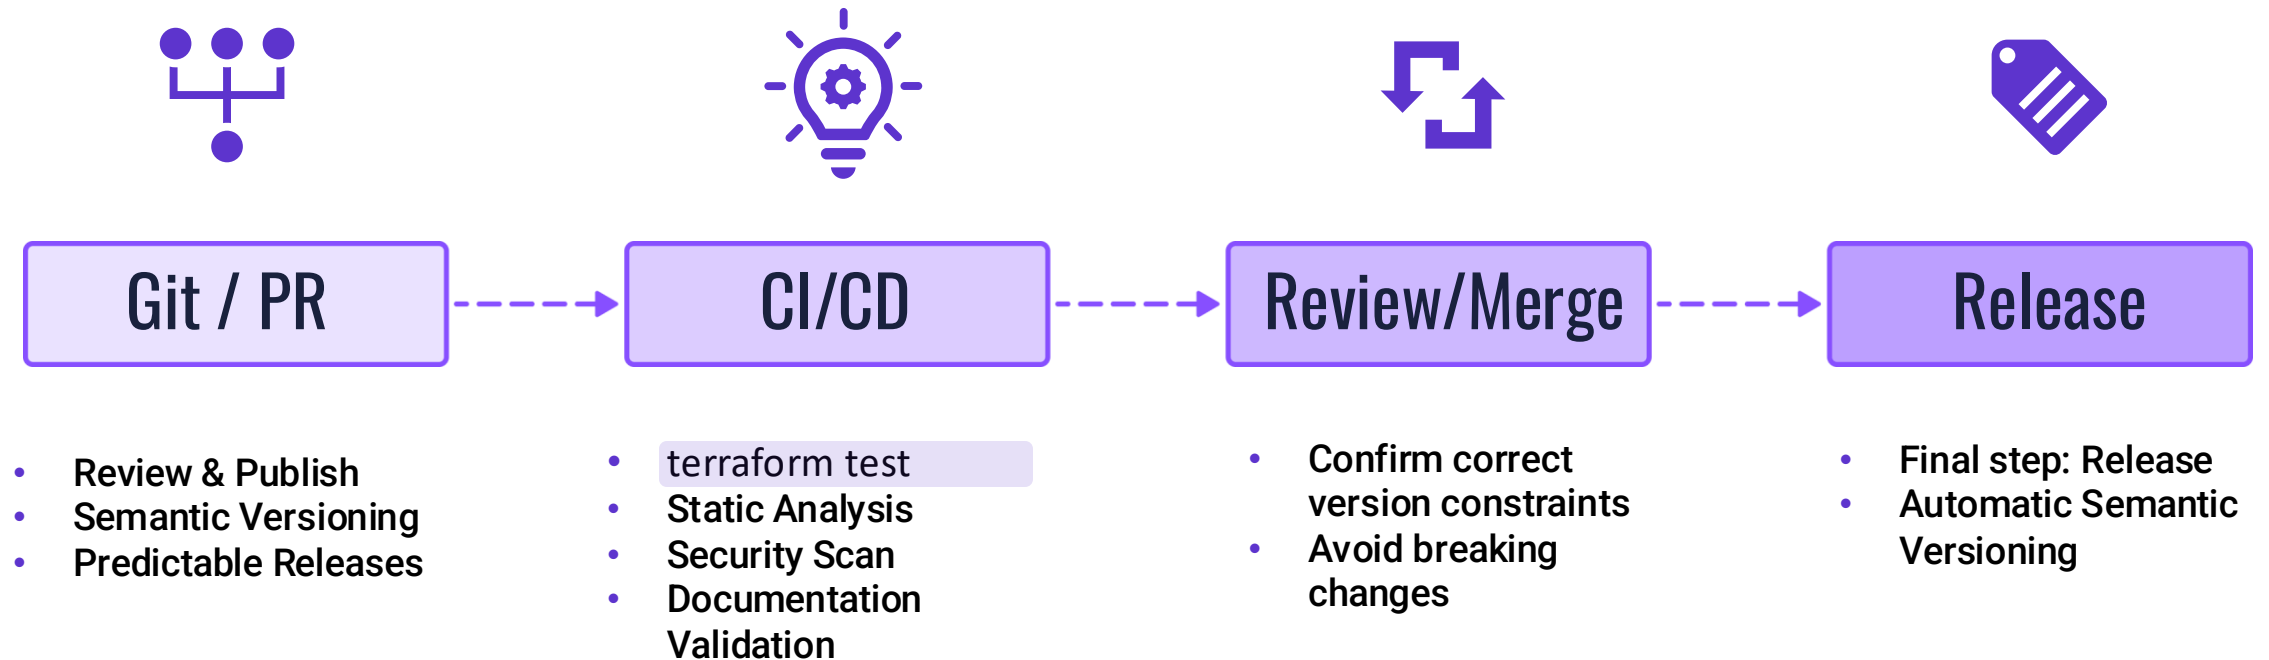 Git / PR
CI/CD
Review/Merge
Release
• Review & Publish
• Semantic Versioning
• Predictable Releases
• terraform test
• Static Analysis
• Security Scan
• Documentation
Validation
• Confirm correct
version constraints
• Avoid breaking
changes
• Final step: Release
• Automatic Semantic
Versioning